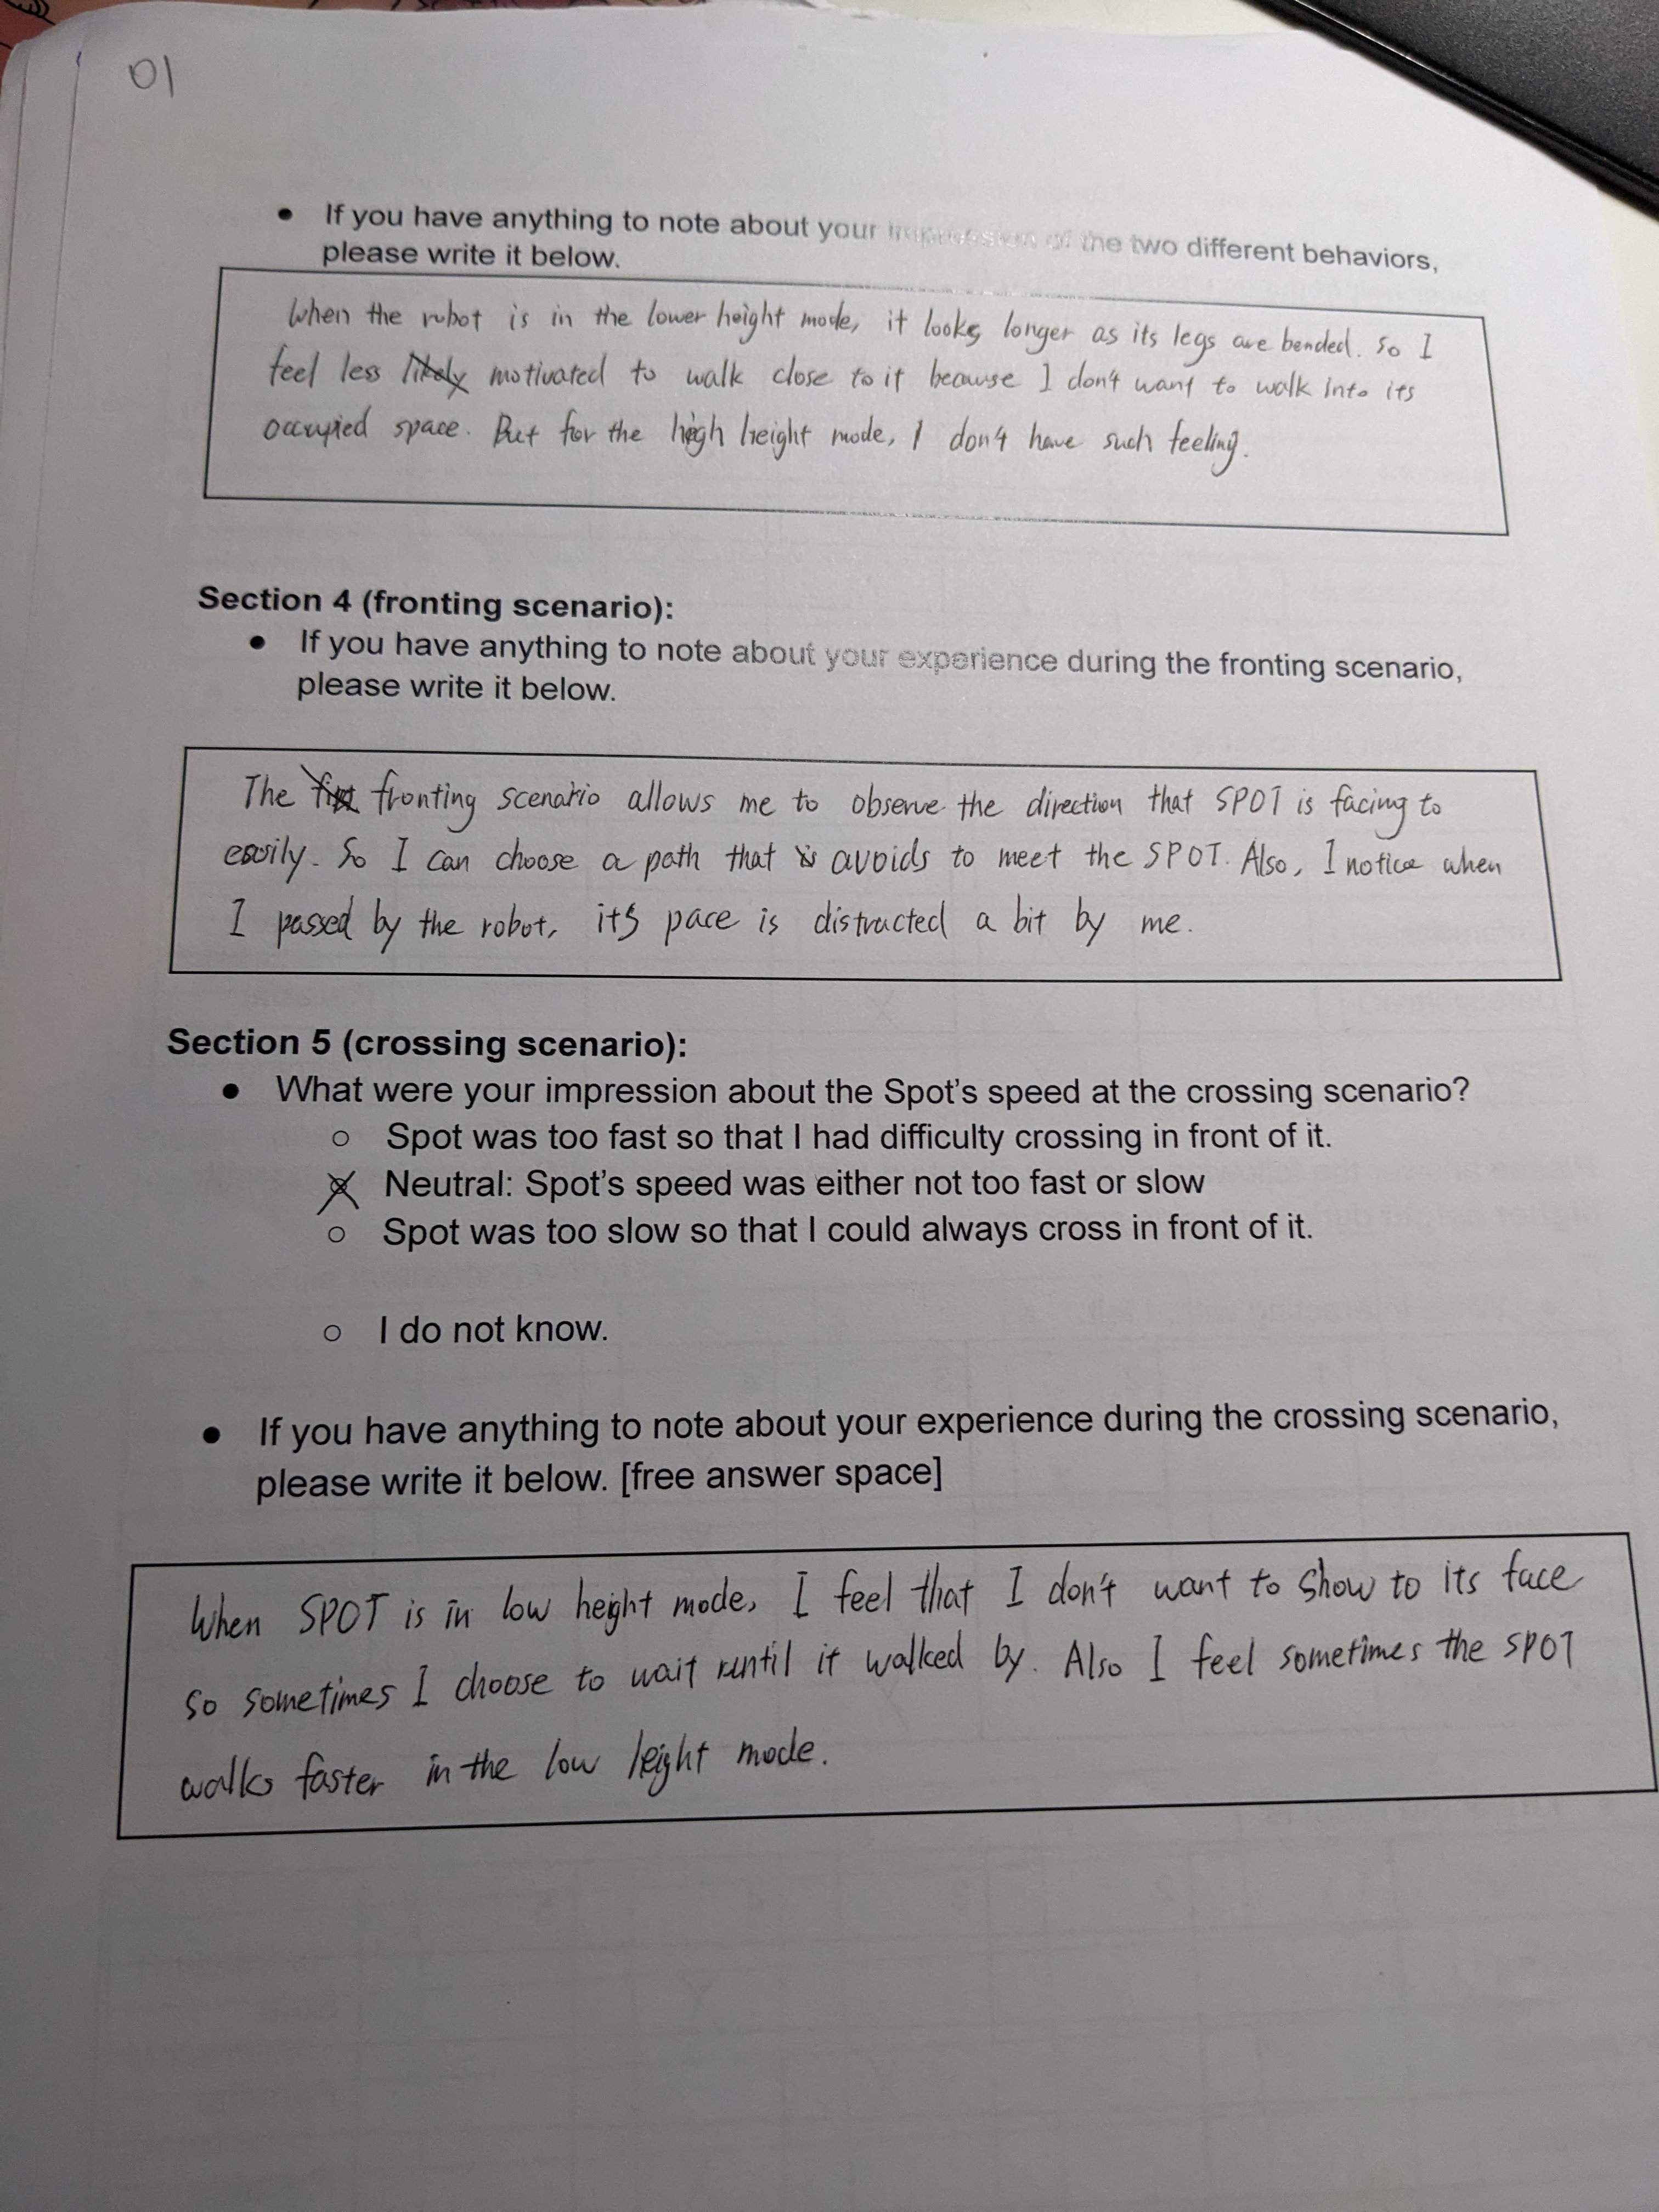 01
• If you have anything to note about your impression of the two different behaviors,
please write it below.
When the robot is in the lower height mode, it looks longer as its legs are bended. So I
feel less likely motivated to walk close to it because I don't want to walk into its
occupied space. But for the high height mode, I don't have such feeling.
Section 4 (fronting scenario):
• If you have anything to note about your experience during the fronting scenario,
please write it below.
The first fronting scenario allows me to observe the direction that SPOT is facing to
easily. So I can choose a path that is avoids to meet the SPOT. Also, I notice when
I passed by the robot, its pace is distracted a bit by me.
Section 5 (crossing scenario):
• What were your impression about the Spot's speed at the crossing scenario?
○ Spot was too fast so that I had difficulty crossing in front of it.
Neutral: Spot's speed was either not too fast or slow
○ Spot was too slow so that I could always cross in front of it.
○ I do not know.
• If you have anything to note about your experience during the crossing scenario,
please write it below. [free answer space]
When SPOT is in low height mode, I feel that I don't want to show to its face
so sometimes I choose to wait until it walked by. Also I feel sometimes the SPOT
walks faster in the low height mode.